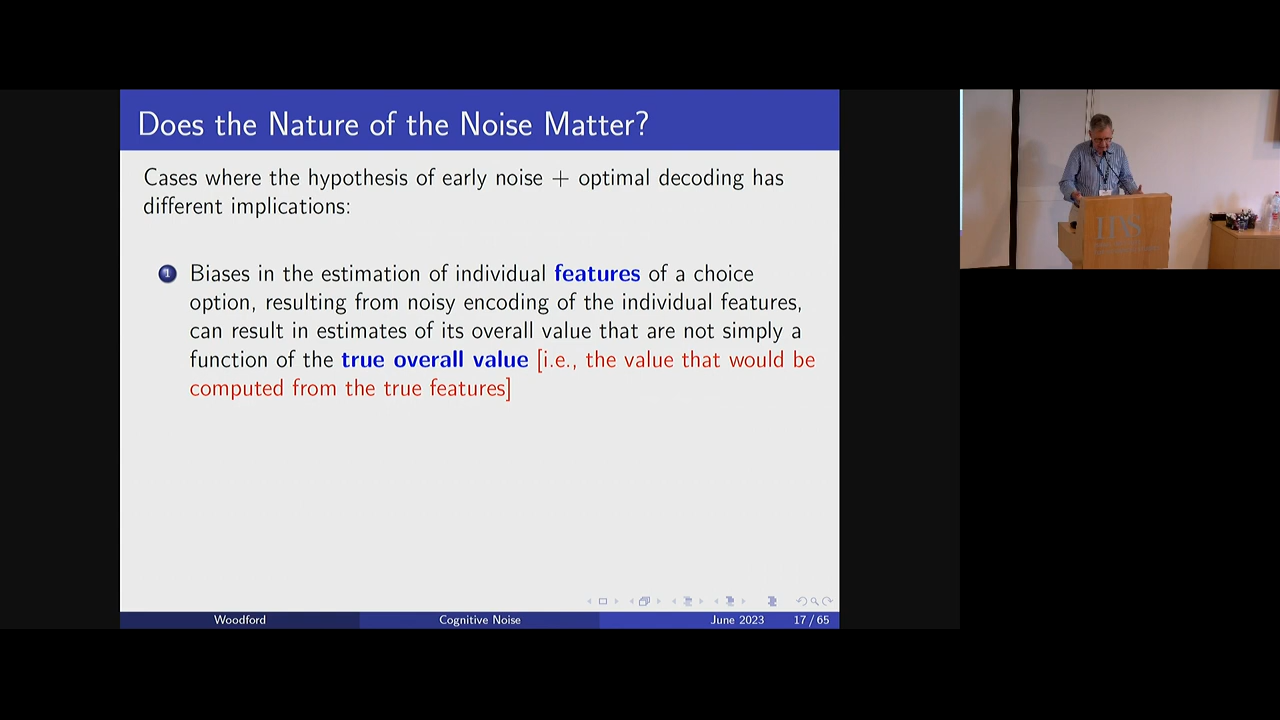 Does the Nature of the Noise Matter?
Cases where the hypothesis of early noise + optimal decoding has
different implications:
1 Biases in the estimation of individual features of a choice
option, resulting from noisy encoding of the individual features,
can result in estimates of its overall value that are not simply a
function of the true overall value [i.e., the value that would be
computed from the true features]
Woodford Cognitive Noise June 2023 17 / 65